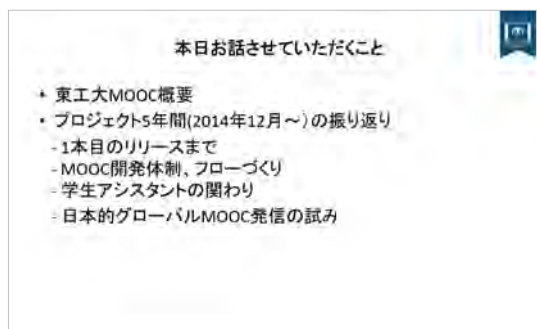 本日お話させていただくこと
・東工大MOOC概要
・プロジェクト5年間(2014年12月～)の振り返り
-1本目のリリースまで
-MOOC開発体制、フローづくり
-学生アシスタントの関わり
-日本的グローバルMOOC発信の試み